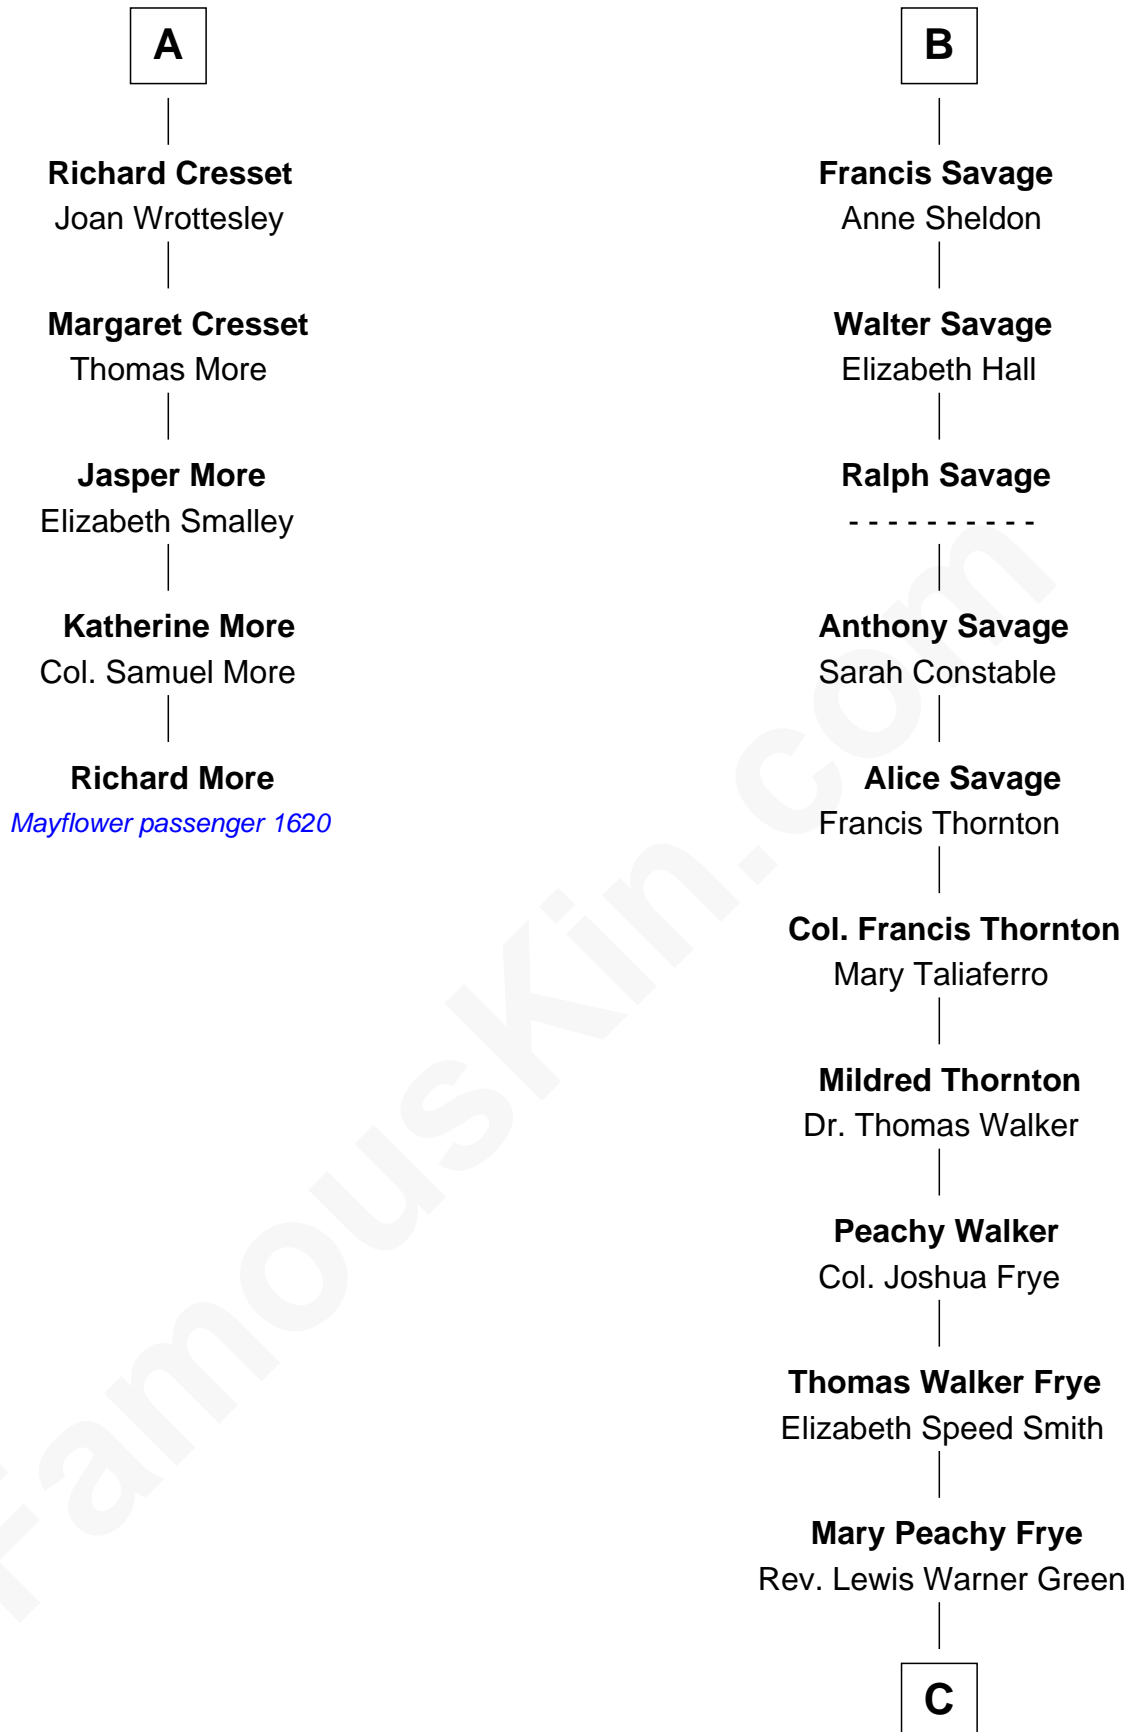 A
Richard Cresset
Joan Wrottesley
Margaret Cresset
Thomas More
Jasper More
Elizabeth Smalley
Katherine More
Col. Samuel More
Richard More
Mayflower passenger 1620
B
Francis Savage
Anne Sheldon
Walter Savage
Elizabeth Hall
Ralph Savage
- - - - - - - - - -
Anthony Savage
Sarah Constable
Alice Savage
Francis Thornton
Col. Francis Thornton
Mary Taliaferro
Mildred Thornton
Dr. Thomas Walker
Peachy Walker
Col. Joshua Frye
Thomas Walker Frye
Elizabeth Speed Smith
Mary Peachy Frye
Rev. Lewis Warner Green
C
FamousKin.com